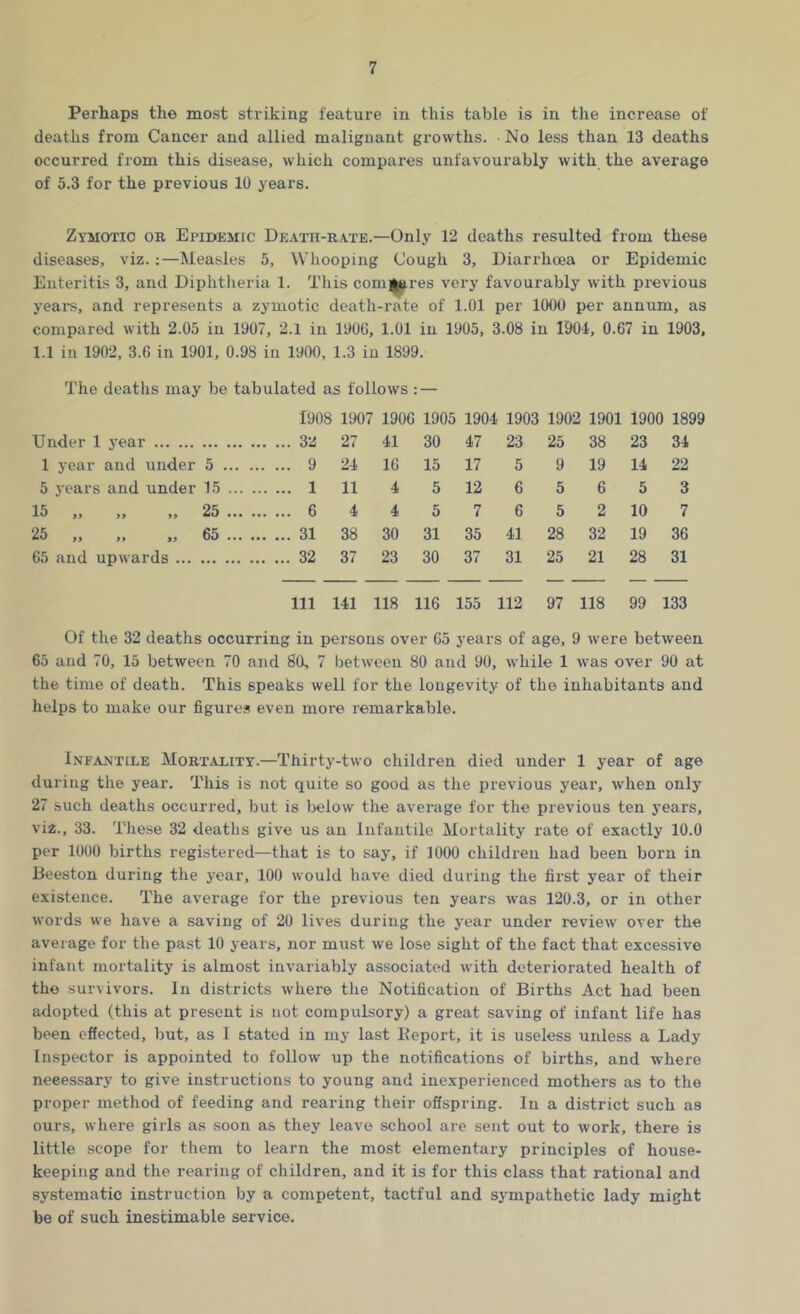 7
Perhaps the most striking feature in this table is in the increase of
deaths from Cancer and allied malignant growths. No less than 13 deaths
occurred from this disease, which compares unfavourably with the average
of 5.3 for the previous 10 years.
Zymotic or Epidemic Death-rate.—Only 12 deaths resulted from these
diseases, viz. :—Measles 5, Whooping Cough 3, Diarrhœa or Epidemic
Enteritis 3, and Diphtheria 1. This compares very favourably with previous
years, and represents a zymotic death-rate of 1.01 per 1000 per annum, as
compared with 2.05 in 1907, 2.1 in 1906, 1.01 in 1905, 3.08 in 1904, 0.67 in 1903,
1.1 in 1902, 3.6 in 1901, 0.98 in 1900, 1.3 in 1899.
The deaths may be tabulated as follows :—
1908 1907 1906 1905 1904 1903 1902 1901 1900 1899
Under 1 year ... ... ... ... ... ... 32 27 41 30 47 23 25 38 23 34
1 year and under 5 ... ... ... ... 9 24 16 15 17 5 9 19 14 22
5 years and under 15 ... ... ... 1 11 4 5 12 6 5 6 5 3
15 „ „ „ 25 ... ... ... 6 4 4 5 7 6 5 2 10 7
25 „ „ „ 65 ... ... ... 31 38 30 31 35 41 28 32 19 36
65 and upwards ... ... ... ... ... 32 37 23 30 37 31 25 21 28 31
111 141 118 116 155 112 97 118 99 133
Of the 32 deaths occurring in persons over 65 years of age, 9 were between
65 and 70, 15 between 70 and 80, 7 between 80 and 90, while 1 was over 90 at
the time of death. This speaks well for the longevity of the inhabitants and
helps to make our figures even more remarkable.
Infantile Mortality.—Thirty-two children died under 1 year of age
during the year. This is not quite so good as the previous year, when only
27 such deaths occurred, but is below the average for the previous ten years,
viz., 33. These 32 deaths give us an Infantile Mortality rate of exactly 10.0
per 1000 births registered—that is to say, if 1000 children had been born in
Beeston during the year, 100 would have died during the first year of their
existence. The average for the previous ten years was 120.3, or in other
words we have a saving of 20 lives during the year under review over the
average for the past 10 years, nor must we lose sight of the fact that excessive
infant mortality is almost invariably associated with deteriorated health of
the survivors. In districts where the Notification of Births Act had been
adopted (this at present is not compulsory) a great saving of infant life has
been effected, but, as I stated in my last Report, it is useless unless a Lady
Inspector is appointed to follow up the notifications of births, and where
neeessary to give instructions to young and inexperienced mothers as to the
proper method of feeding and rearing their offspring. In a district such as
ours, where girls as soon as they leave school are sent out to work, there is
little scope for them to learn the most elementary principles of house-
keeping and the rearing of children, and it is for this class that rational and
systematic instruction by a competent, tactful and sympathetic lady might
be of such inestimable service.